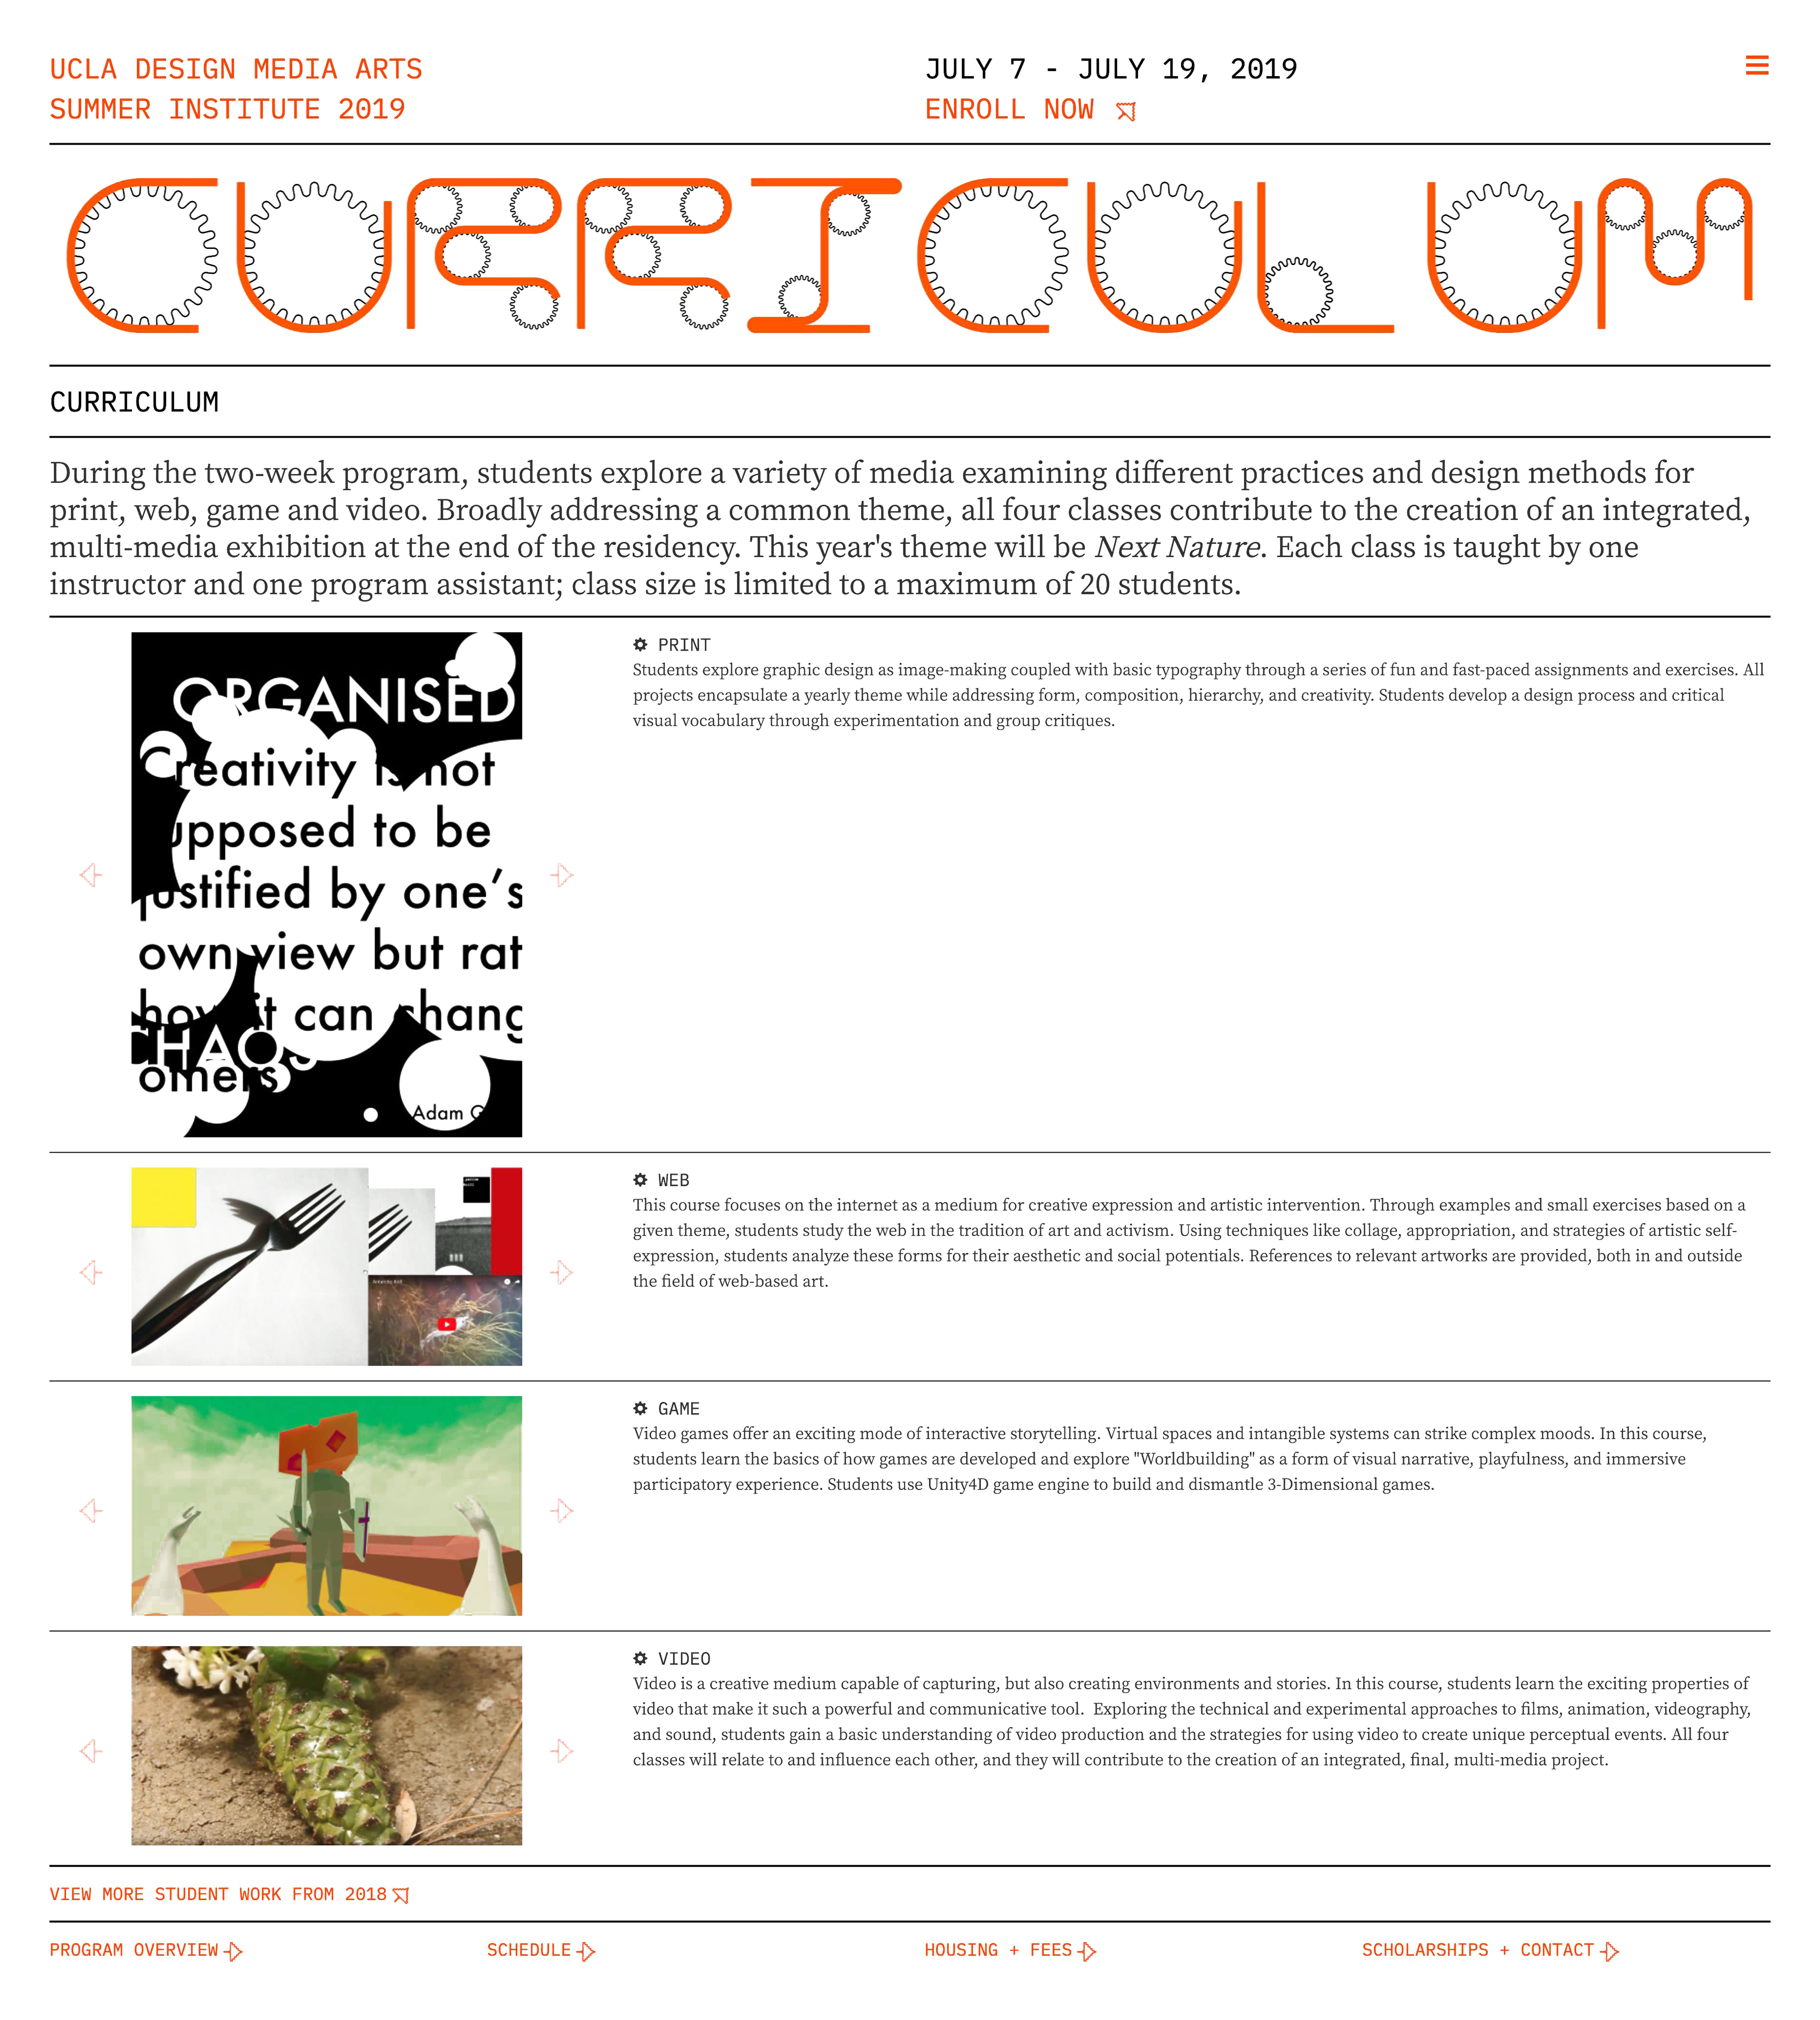 UCLA DESIGN MEDIA ARTS
SUMMER INSTITUTE 2019
JULY 7 - JULY 19, 2019
ENROLL NOW
CURRICULUM
CURRICULUM
During the two-week program, students explore a variety of media examining different practices and design methods for
print, web, game and video. Broadly addressing a common theme, all four classes contribute to the creation of an integrated,
multi-media exhibition at the end of the residency. This year's theme will be Next Nature. Each class is taught by one
instructor and one program assistant; class size is limited to a maximum of 20 students.
ORGANISED
Creativity is not
upposed to be
justified by one's
own view but rat
how it can chang
CHAOS
others
Adam G
PRINT
Students explore graphic design as image-making coupled with basic typography through a series of fun and fast-paced assignments and exercises. All
projects encapsulate a yearly theme while addressing form, composition, hierarchy, and creativity. Students develop a design process and critical
visual vocabulary through experimentation and group critiques.
WEB
This course focuses on the internet as a medium for creative expression and artistic intervention. Through examples and small exercises based on a
given theme, students study the web in the tradition of art and activism. Using techniques like collage, appropriation, and strategies of artistic self-
expression, students analyze these forms for their aesthetic and social potentials. References to relevant artworks are provided, both in and outside
the field of web-based art.
GAME
Video games offer an exciting mode of interactive storytelling. Virtual spaces and intangible systems can strike complex moods. In this course,
students learn the basics of how games are developed and explore "Worldbuilding" as a form of visual narrative, playfulness, and immersive
participatory experience. Students use Unity4D game engine to build and dismantle 3-Dimensional games.
VIDEO
Video is a creative medium capable of capturing, but also creating environments and stories. In this course, students learn the exciting properties of
video that make it such a powerful and communicative tool. Exploring the technical and experimental approaches to films, animation, videography,
and sound, students gain a basic understanding of video production and the strategies for using video to create unique perceptual events. All four
classes will relate to and influence each other, and they will contribute to the creation of an integrated, final, multi-media project.
VIEW MORE STUDENT WORK FROM 2018
PROGRAM OVERVIEW
SCHEDULE
HOUSING + FEES
SCHOLARSHIPS + CONTACT